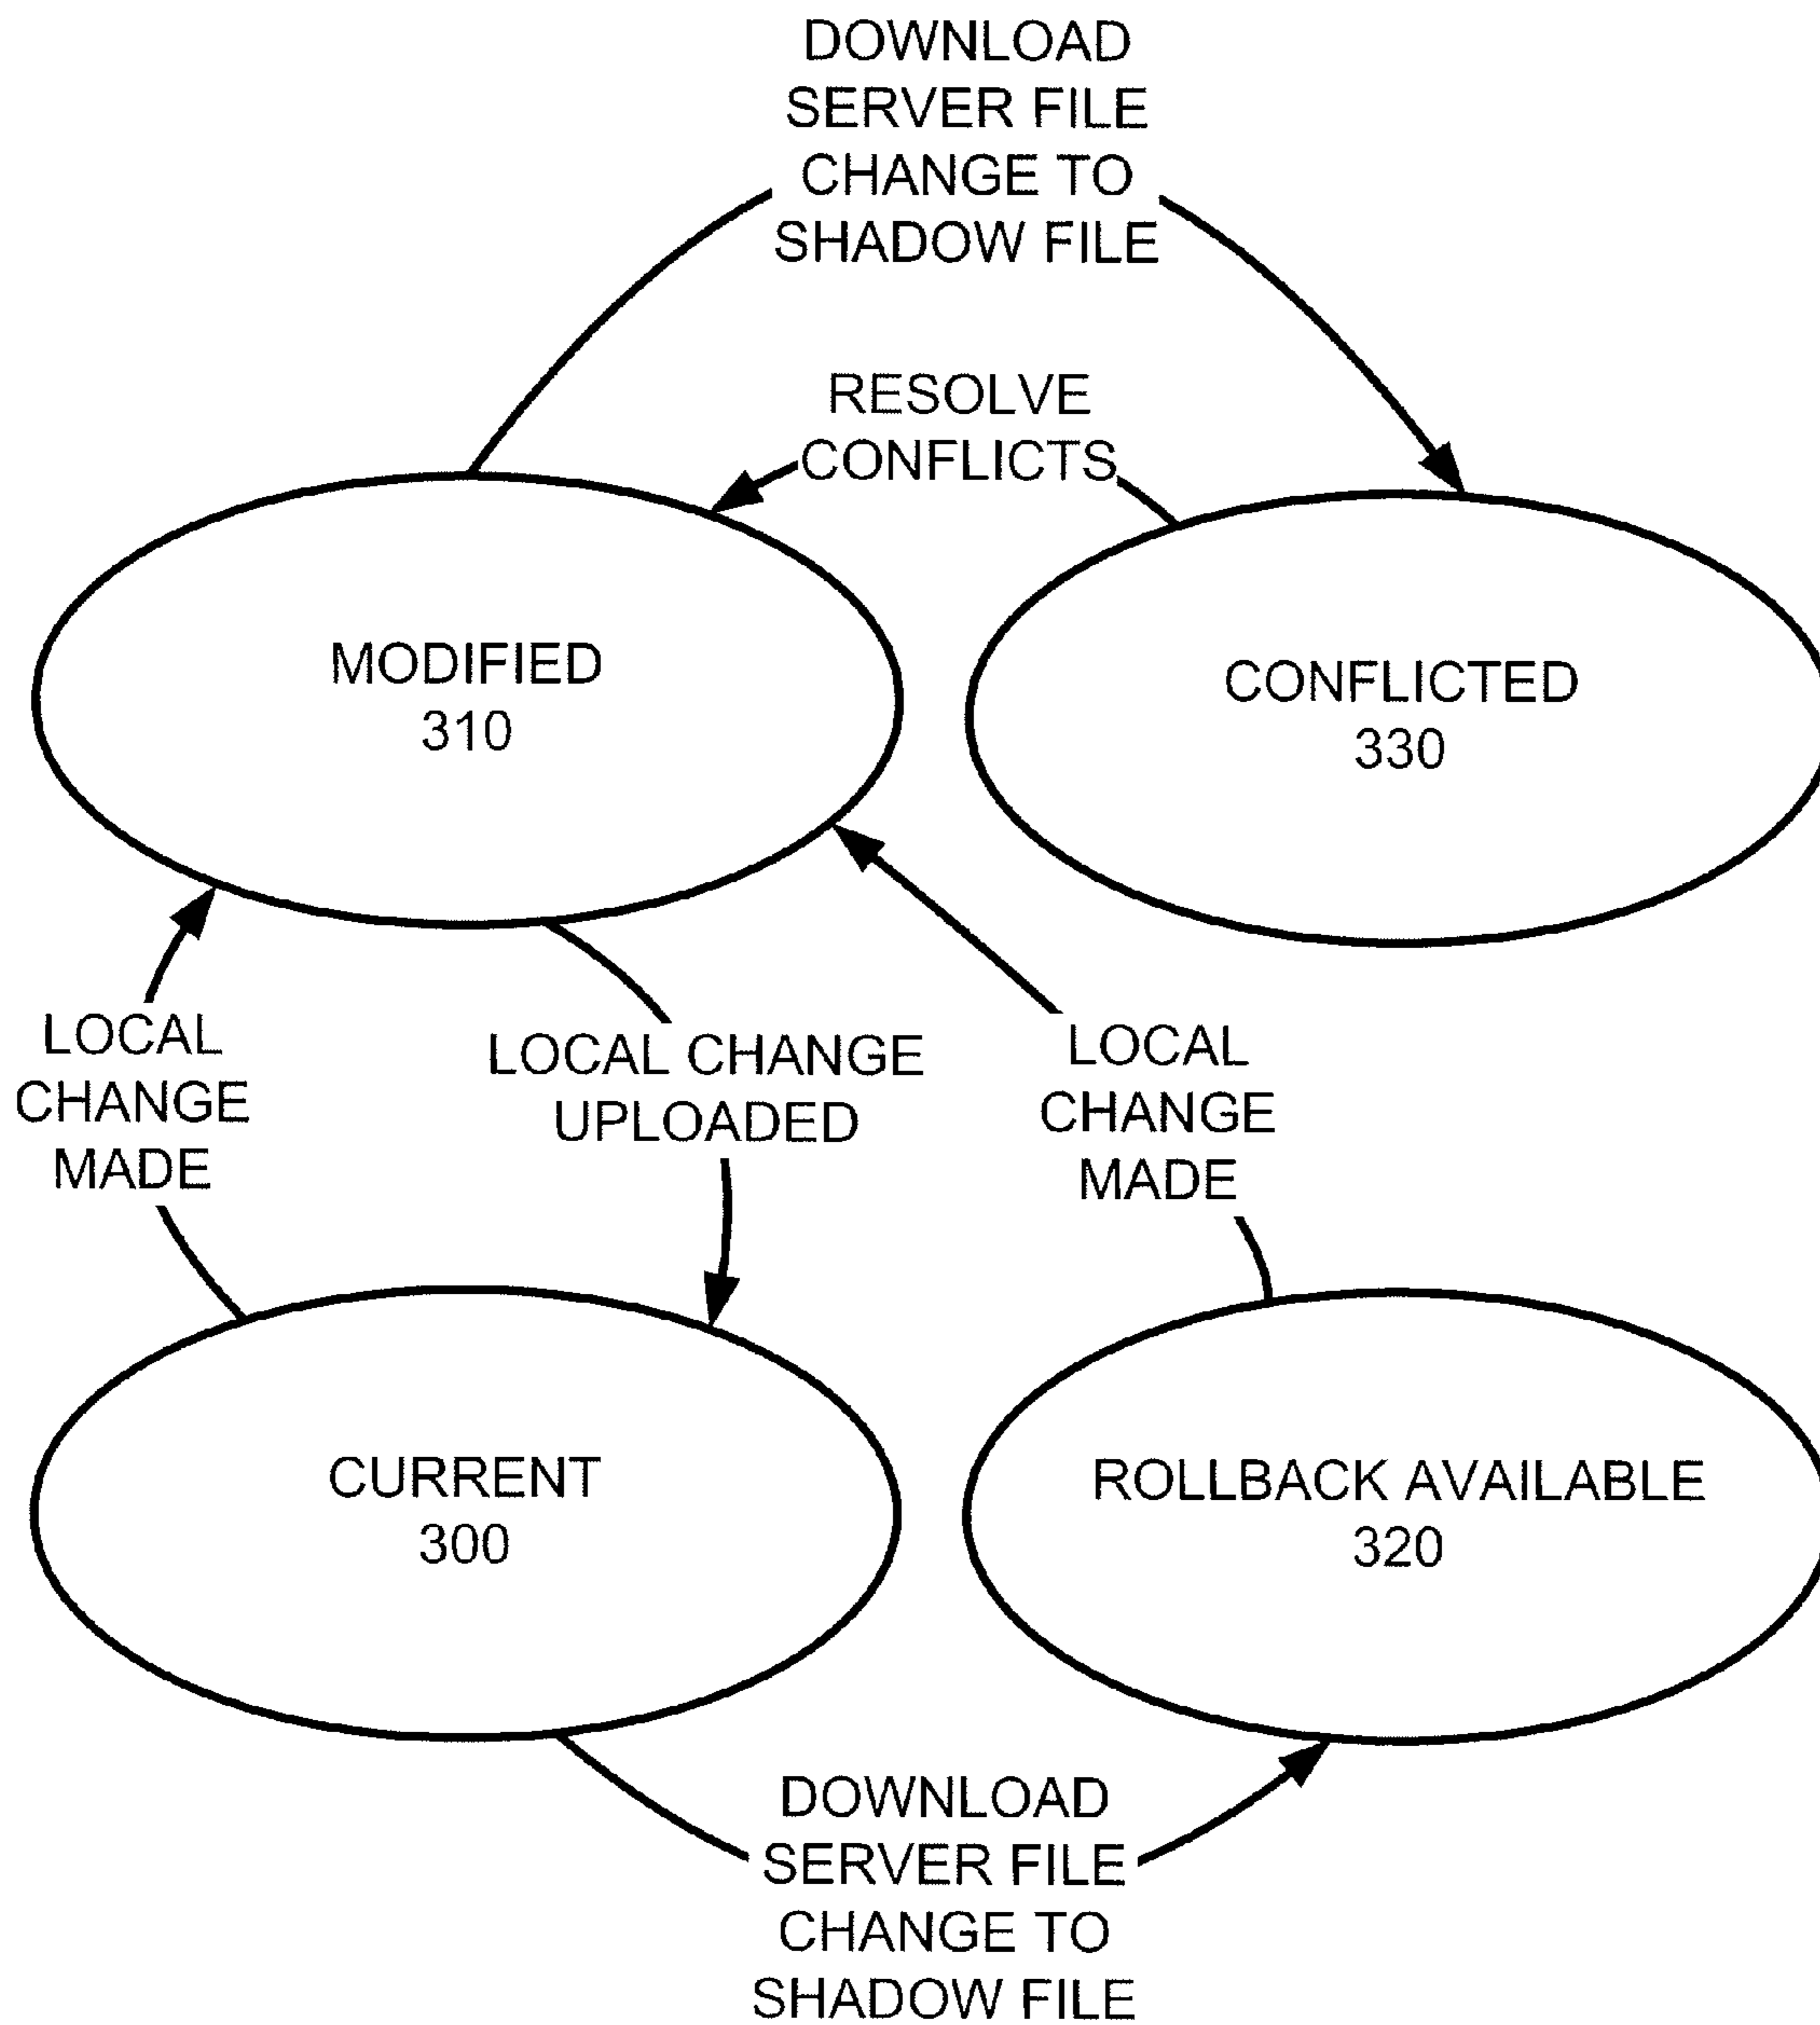 DOWNLOAD
SERVER FILE
CHANGE TO
SHADOW FILE
RESOLVE
CONFLICTS
MODIFIED
310
CONFLICTED
330
LOCAL
CHANGE
MADE
LOCAL CHANGE
UPLOADED
LOCAL
CHANGE
MADE
CURRENT
300
ROLLBACK AVAILABLE
320
DOWNLOAD
SERVER FILE
CHANGE TO
SHADOW FILE